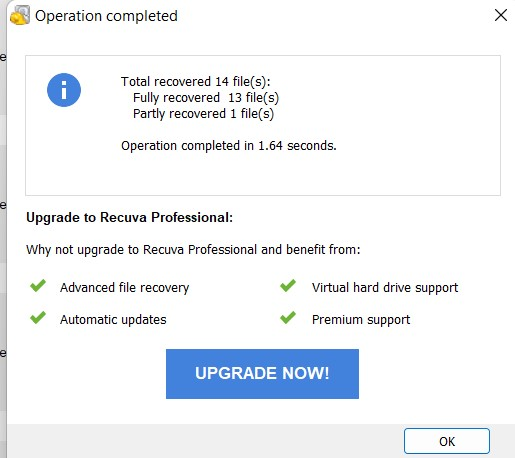 Operation completed
Total recovered 14 file(s):
Fully recovered 13 file(s)
Partly recovered 1 file(s)
Operation completed in 1.64 seconds.
Upgrade to Recuva Professional:
Why not upgrade to Recuva Professional and benefit from:
Advanced file recovery
Virtual hard drive support
Automatic updates
Premium support
UPGRADE NOW!
OK